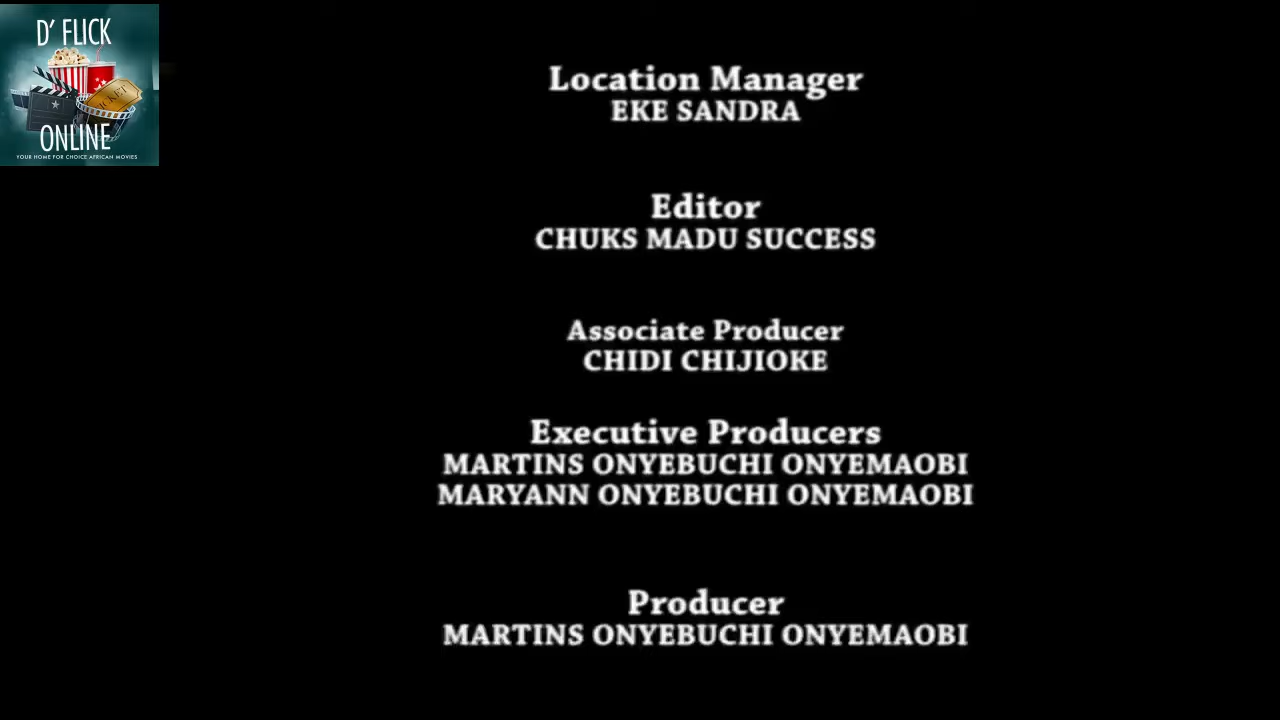 D' FLICK
TICKET
ONLINE
YOUR HOME FOR CHOICE AFRICAN MOVIES
Location Manager
EKE SANDRA
Editor
CHUKS MADU SUCCESS
Associate Producer
CHIDI CHIJIOKE
Executive Producers
MARTINS ONYEBUCHI ONYEMAOBI
MARYANN ONYEBUCHI ONYEMAOBI
Producer
MARTINS ONYEBUCHI ONYEMAOBI